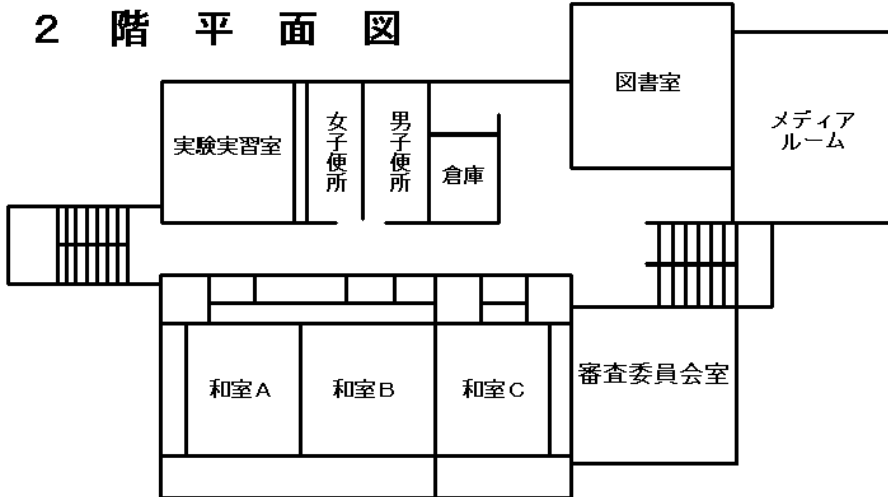 2階平面図
図書室
メディア
ルーム
実験実習室
女子便所
男子便所
倉庫
和室A
和室B
和室C
審査委員会室